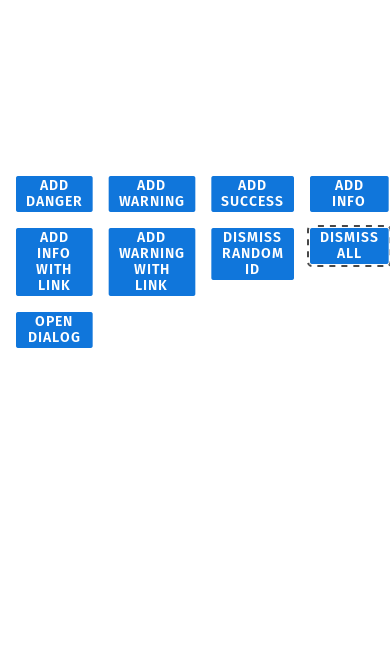 ADD
DANGER
ADD
WARNING
ADD
SUCCESS
ADD
INFO
ADD
INFO
WITH
LINK
ADD
WARNING
WITH
LINK
DISMISS
RANDOM
ID
DISMISS
ALL
OPEN
DIALOG